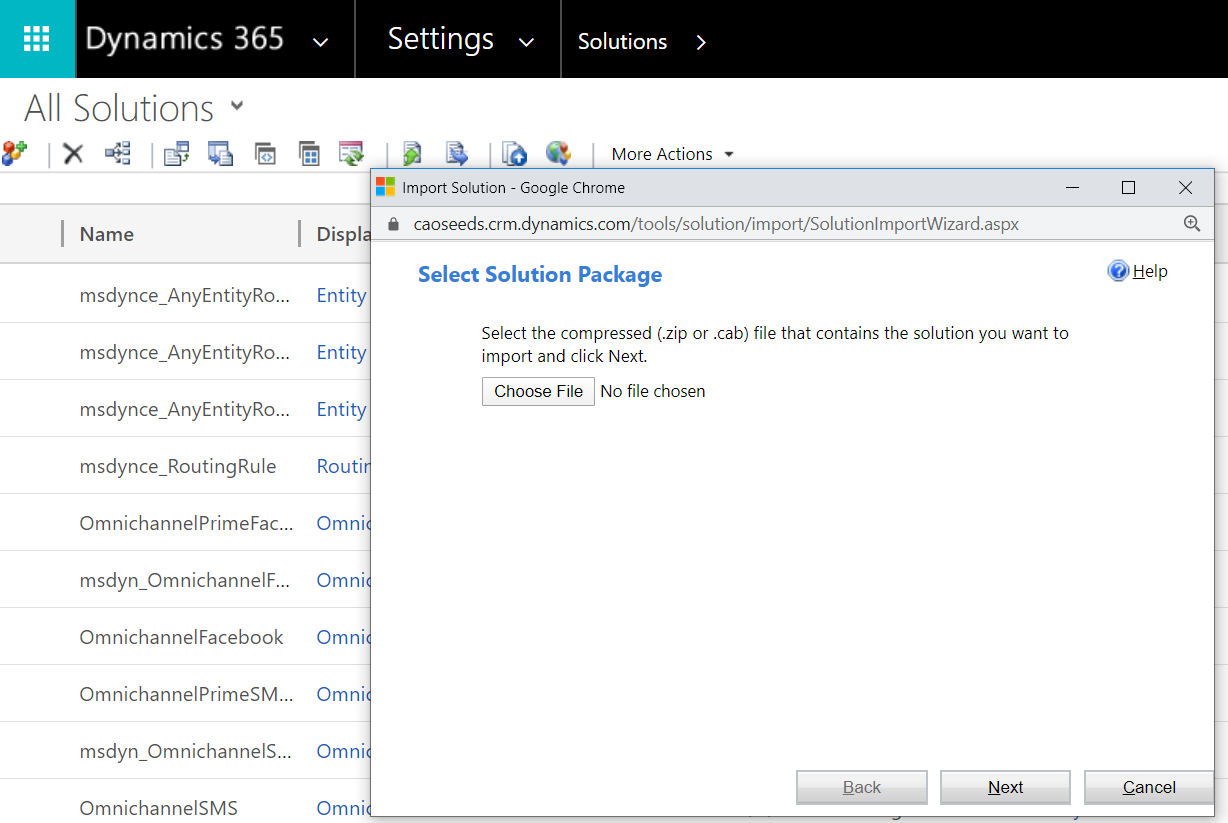 Dynamics 365
Settings
Solutions
All Solutions
More Actions
Import Solution - Google Chrome
caoseeds.crm.dynamics.com/tools/solution/import/SolutionImportWizard.aspx
Select Solution Package
Help
Select the compressed (.zip or .cab) file that contains the solution you want to
import and click Next.
Choose File No file chosen
Back Next Cancel
Name Displa
msdynce_AnyEntityRo... Entity
msdynce_AnyEntityRo... Entity
msdynce_AnyEntityRo... Entity
msdynce_RoutingRule Routin
OmnichannelPrimeFac... Omnic
msdyn_OmnichannelF... Omnic
OmnichannelFacebook Omnic
OmnichannelPrimeSM... Omnic
msdyn_OmnichannelS... Omnic
OmnichannelSMS Omnic